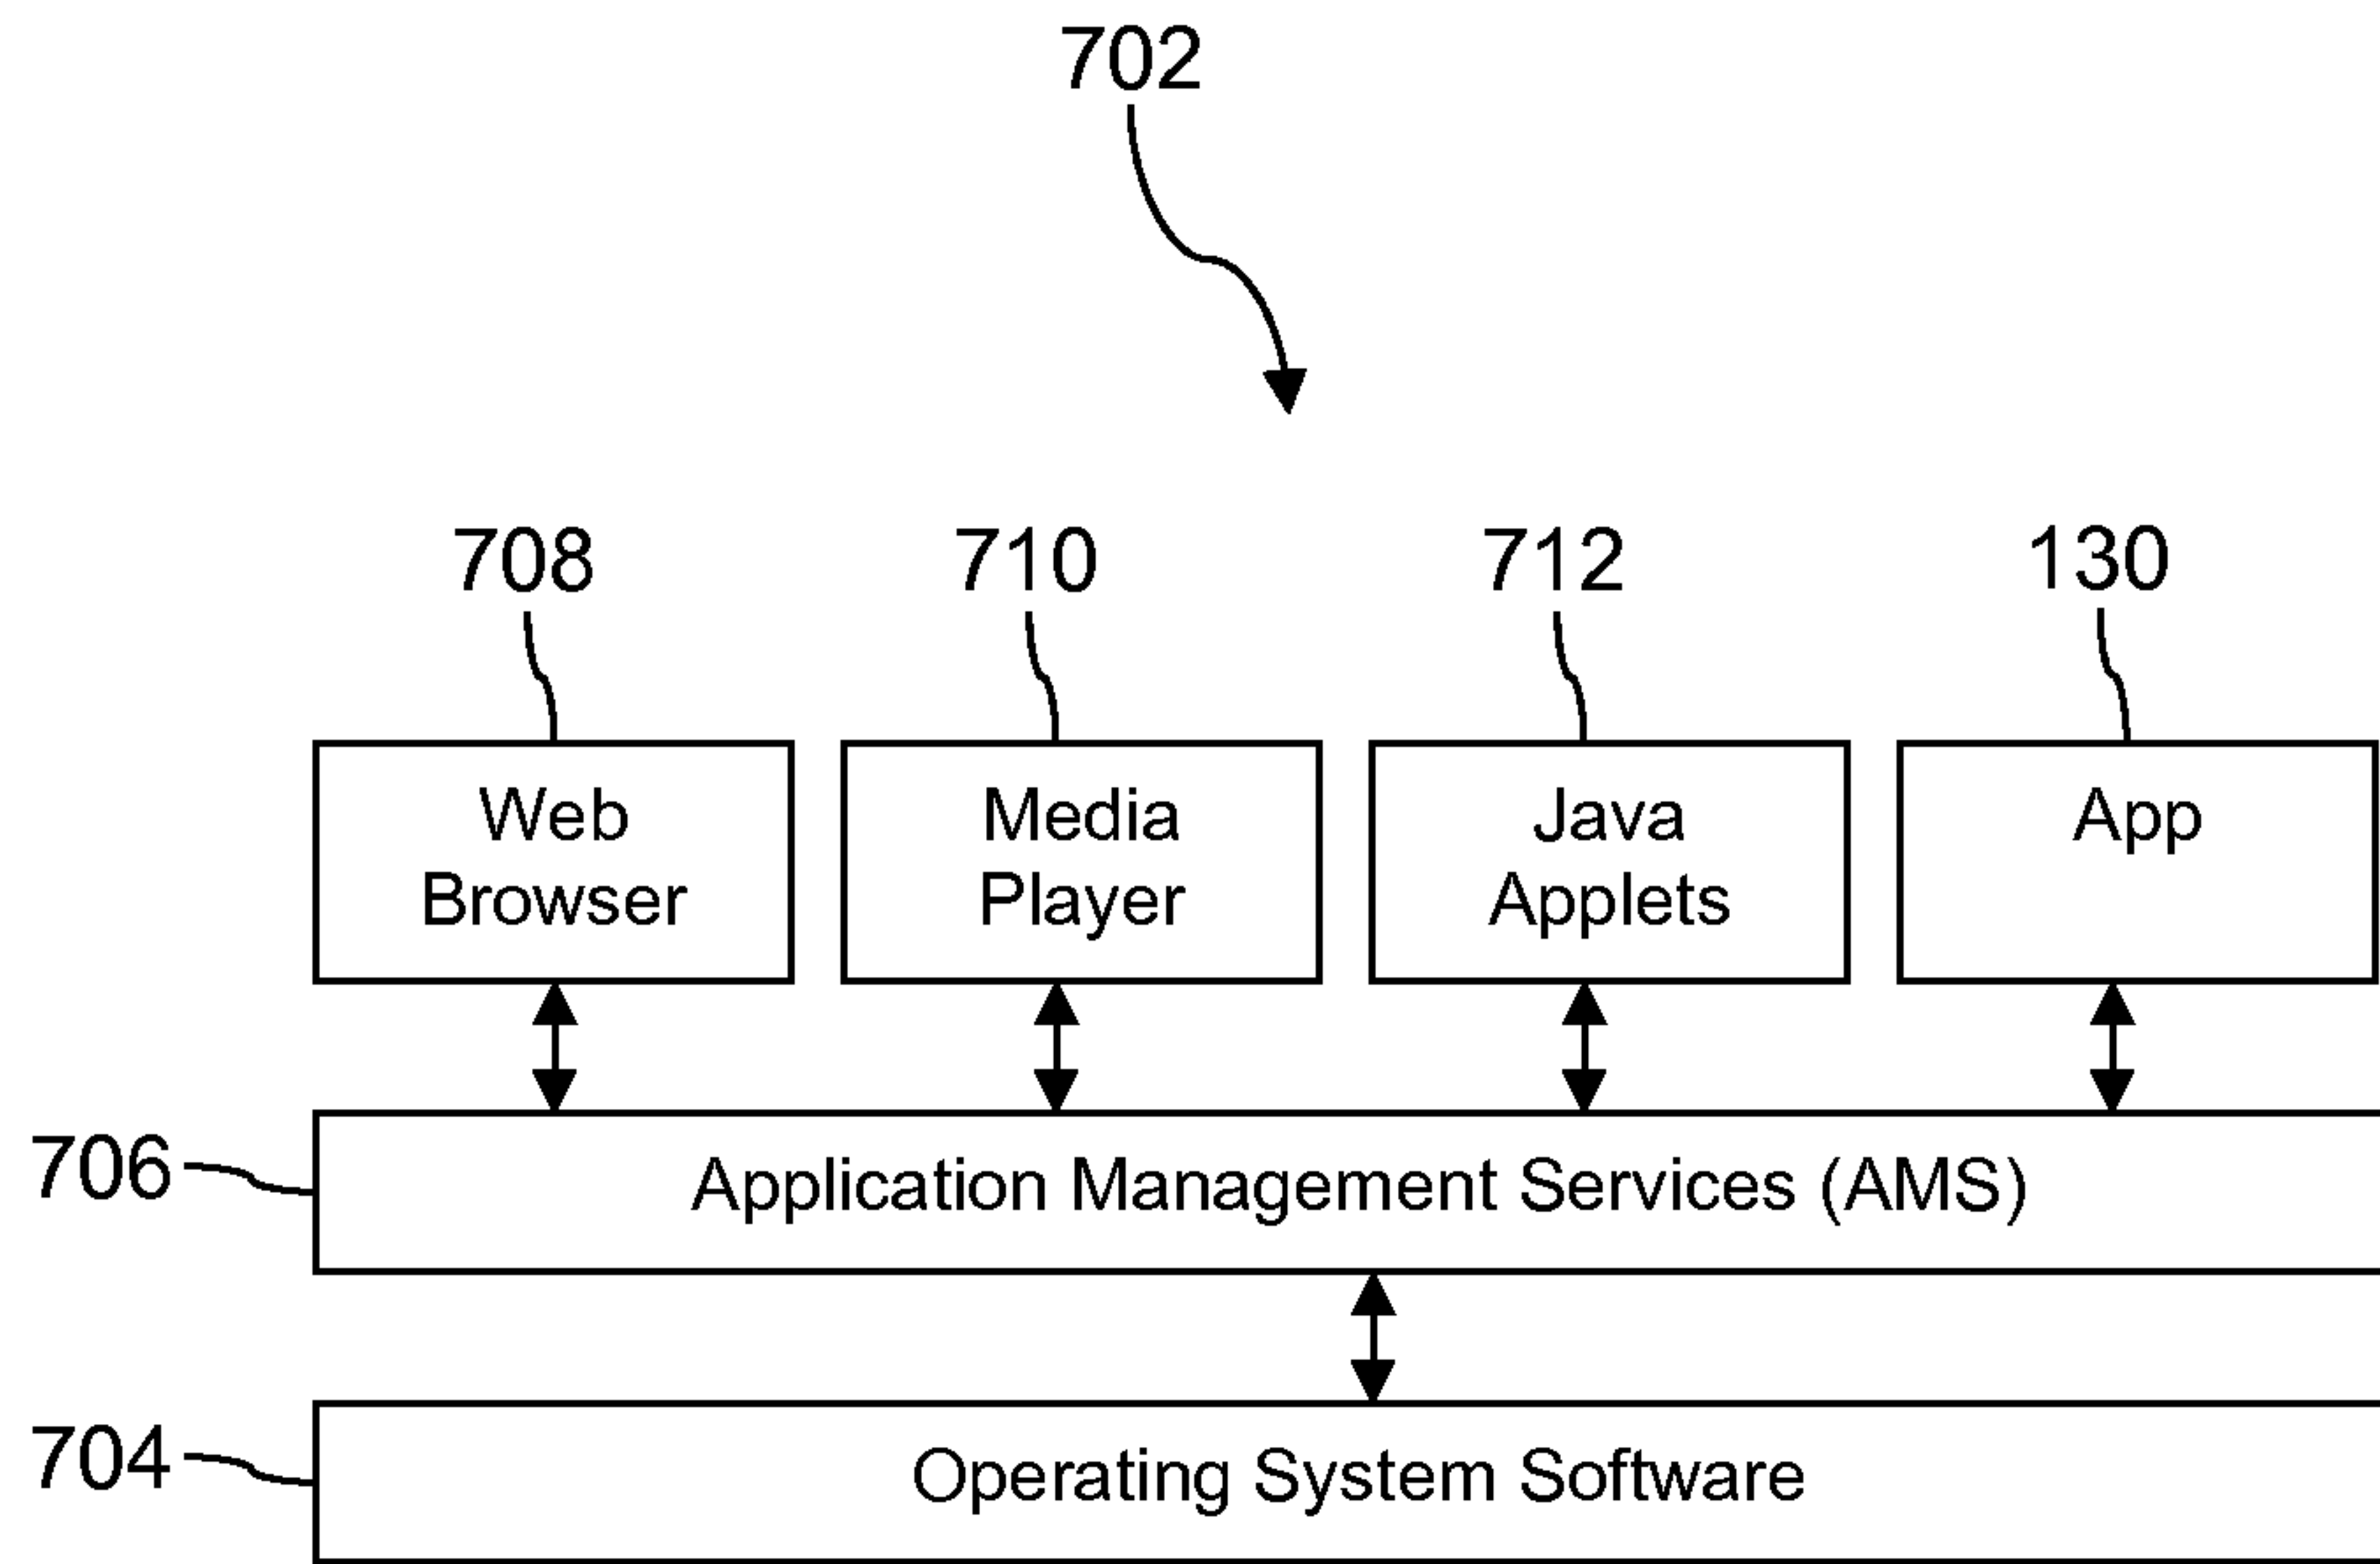 702
708
710
712
130
Web
Browser
Media
Player
Java
Applets
App
706
Application Management Services (AMS)
704
Operating System Software